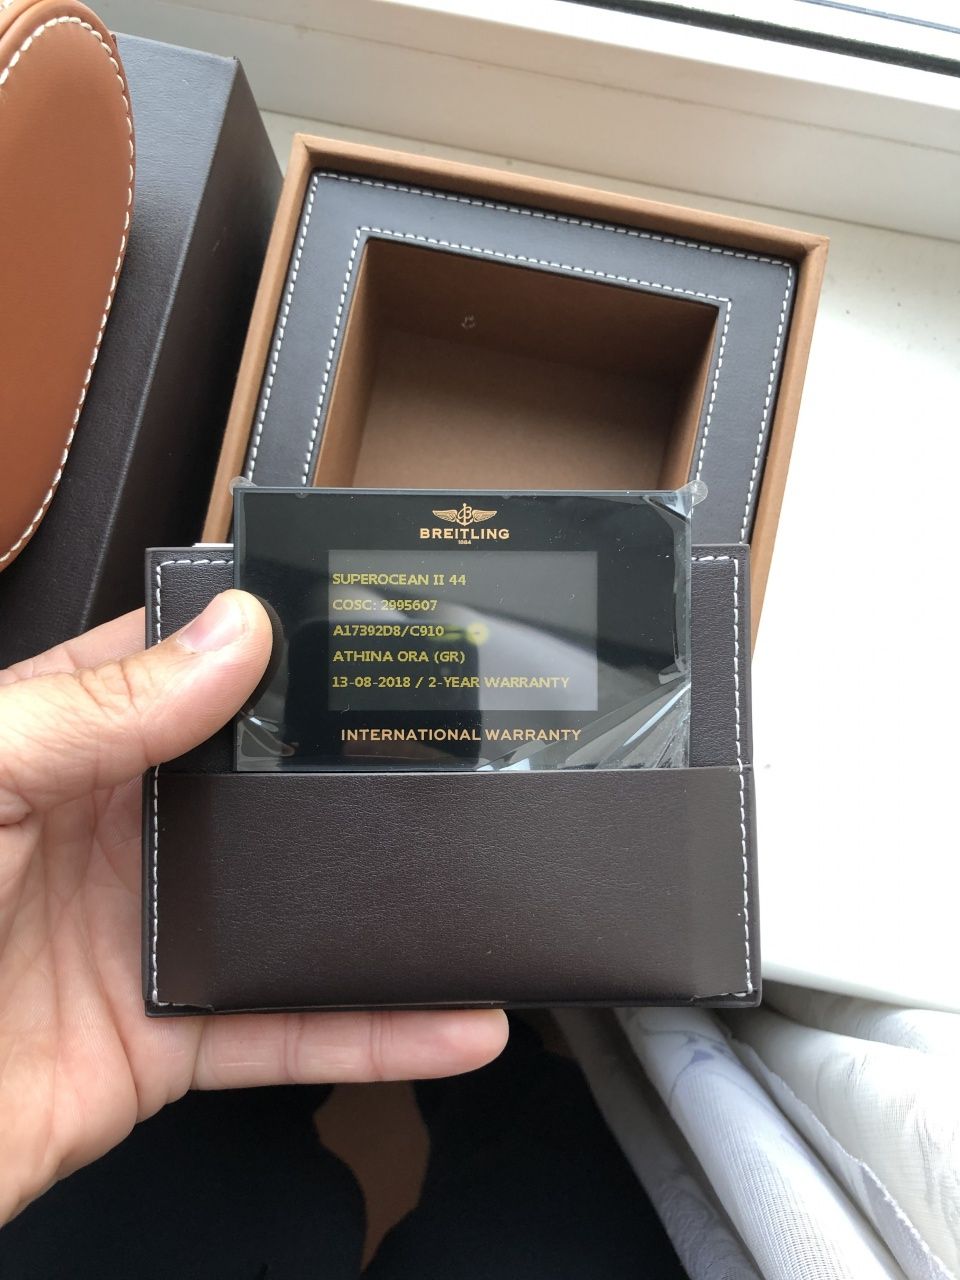 BREITLING
1884
SUPEROCEAN II 44
COSC: 2995607
A17392D8/C910
ATHINA ORA (GR)
13-08-2018 / 2-YEAR WARRANTY
INTERNATIONAL WARRANTY